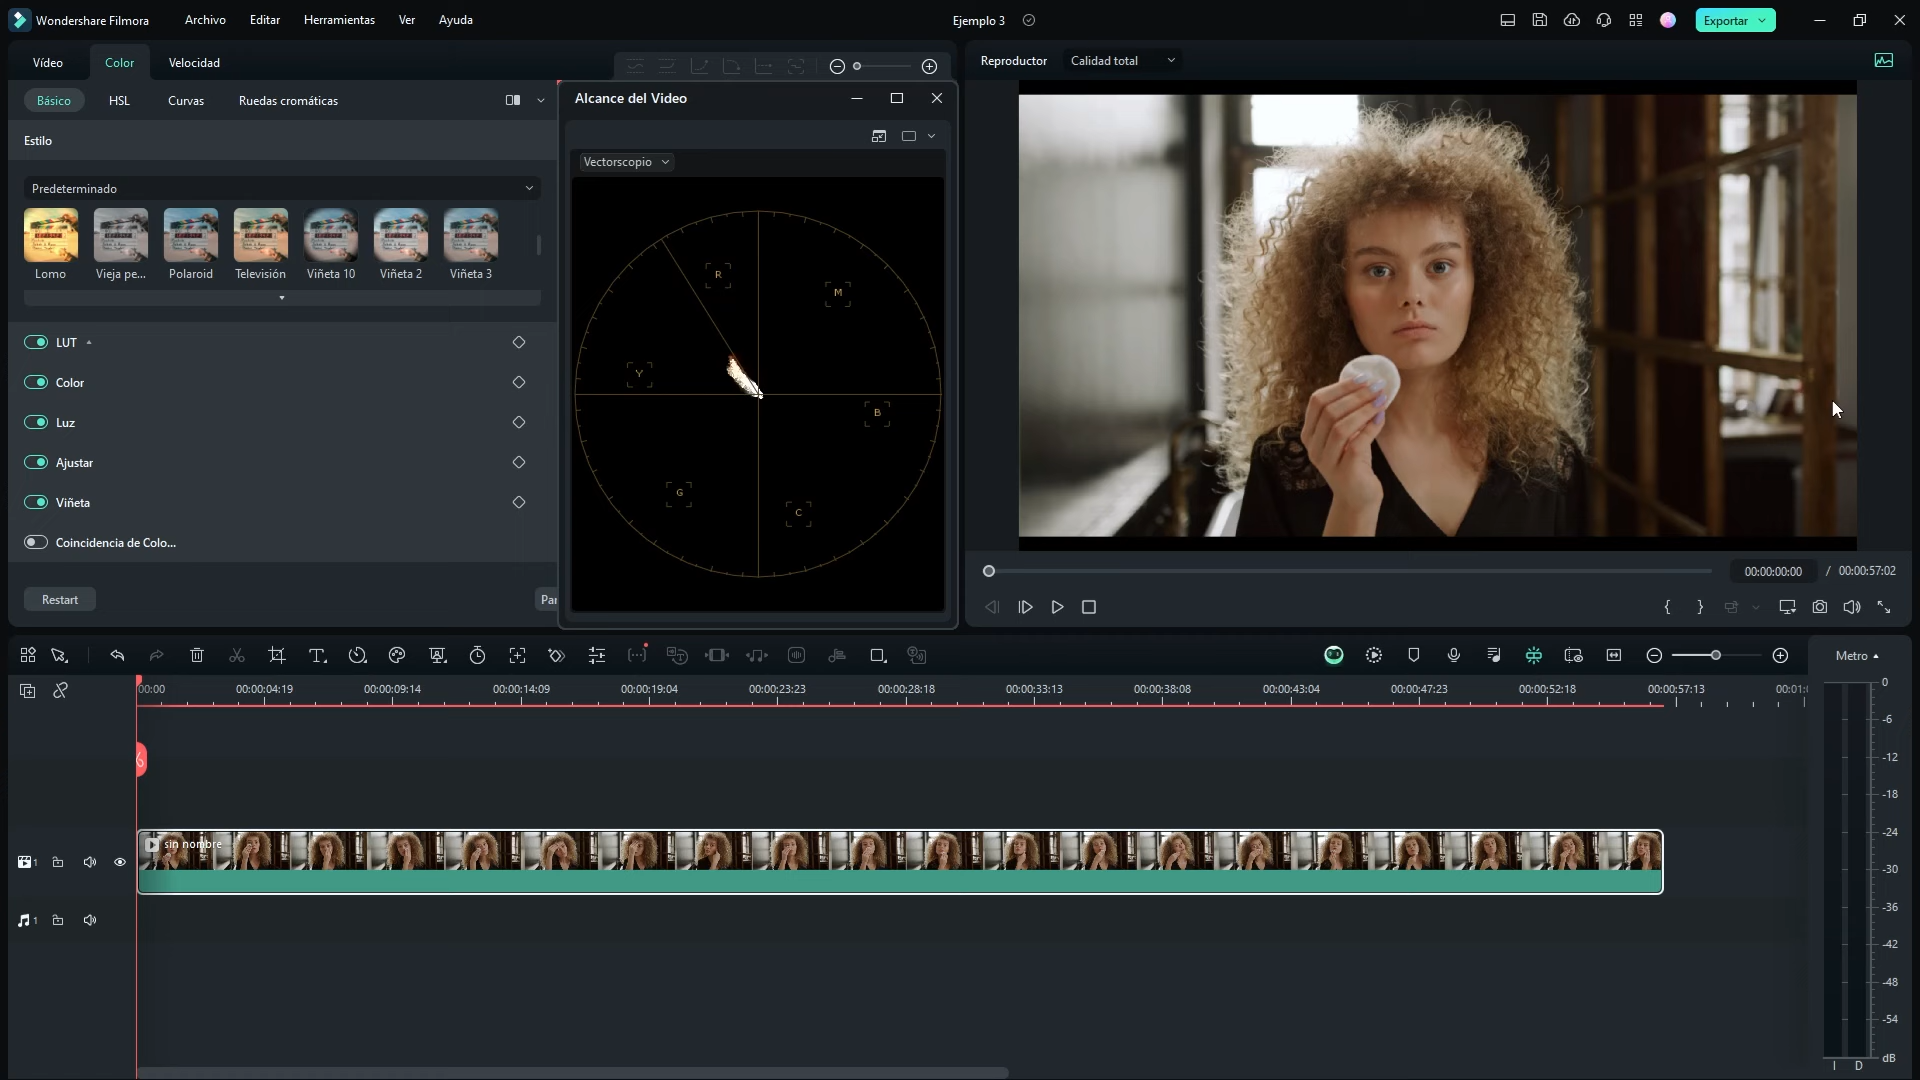 Wondershare Filmora Archivo Editar Herramientas Ver Ayuda Ejemplo 3 Exportar
Vídeo Color Velocidad
Básico HSL Curvas Ruedas cromáticas
Estilo
Predeterminado
Lomo Vieja pe... Polaroid Televisión Viñeta 10 Viñeta 2 Viñeta 3
LUT
Color
Luz
Ajustar
Viñeta
Coincidencia de Colo...
Restart Par
Alcance del Video
Vectorscopio
R
M
Y
B
G
C
Reproductor Calidad total
00:00:00:00 / 00:00:57:02
Metro
00:00 00:00:04:19 00:00:09:14 00:00:14:09 00:00:19:04 00:00:23:23 00:00:28:18 00:00:33:13 00:00:38:08 00:00:43:04 00:00:47:23 00:00:52:18 00:00:57:13 00:01:
sin nombre
1
1
0
-6
-12
-18
-24
-30
-36
-42
-48
-54
dB
I D